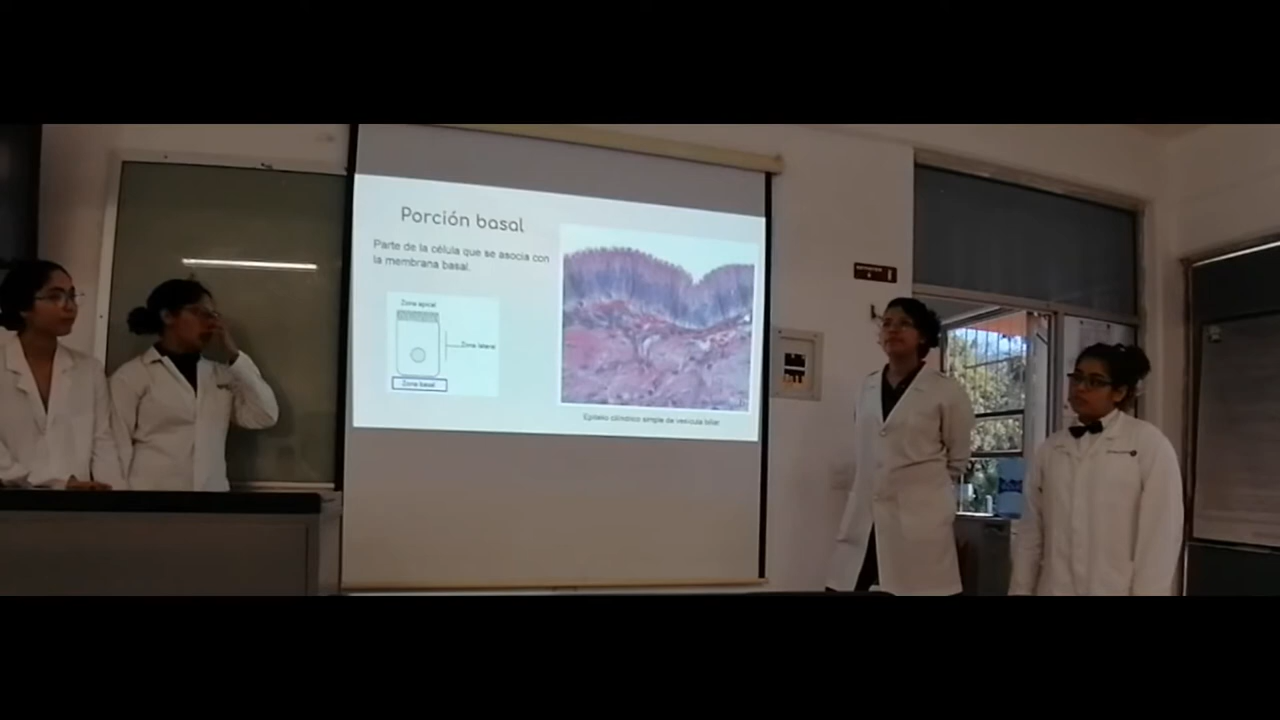 Porción basal
Parte de la célula que se asocia con
la membrana basal.
Zona apical
Zona lateral
Zona basal
Epitelio cilíndrico simple de vesícula biliar